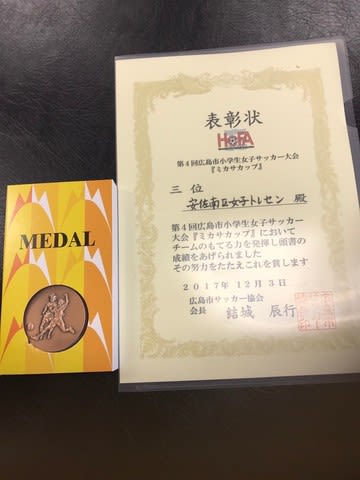 MEDAL
表彰状
HiFA
第4回広島市小学生女子サッカー大会
『ミカサカップ』
三位
安佐南区女子トレセン 殿
第4回広島市小学生女子サッカー
大会『ミカサカップ』において
チームのもてる力を発揮し頭書の
成績をあげられました
その努力をたたえこれを賞します
2017年12月3日
広島市サッカー協会
会長 結城 辰行